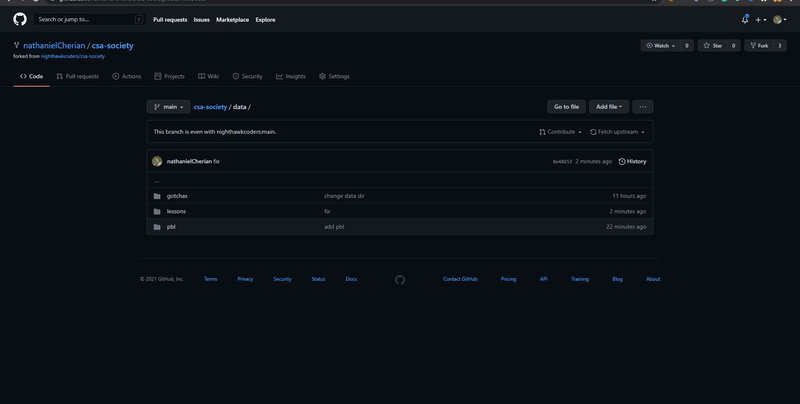 Search or jump to... /
Pull requests Issues Marketplace Explore
nathanielCherian / csa-society
forked from nighthawkcoders/csa-society
Watch 0 Star 0 Fork 3
Code Pull requests Actions Projects Wiki Security Insights Settings
main csa-society / data / Go to file Add file ...
This branch is even with nighthawkcoders:main. Contribute Fetch upstream
nathanielCherian fix 2 minutes ago History
..
gotchas change data dir 11 hours ago
lessons fix 2 minutes ago
pbl add pbl 22 minutes ago
© 2021 GitHub, Inc. Terms Privacy Security Status Docs Contact GitHub Pricing API Training Blog About